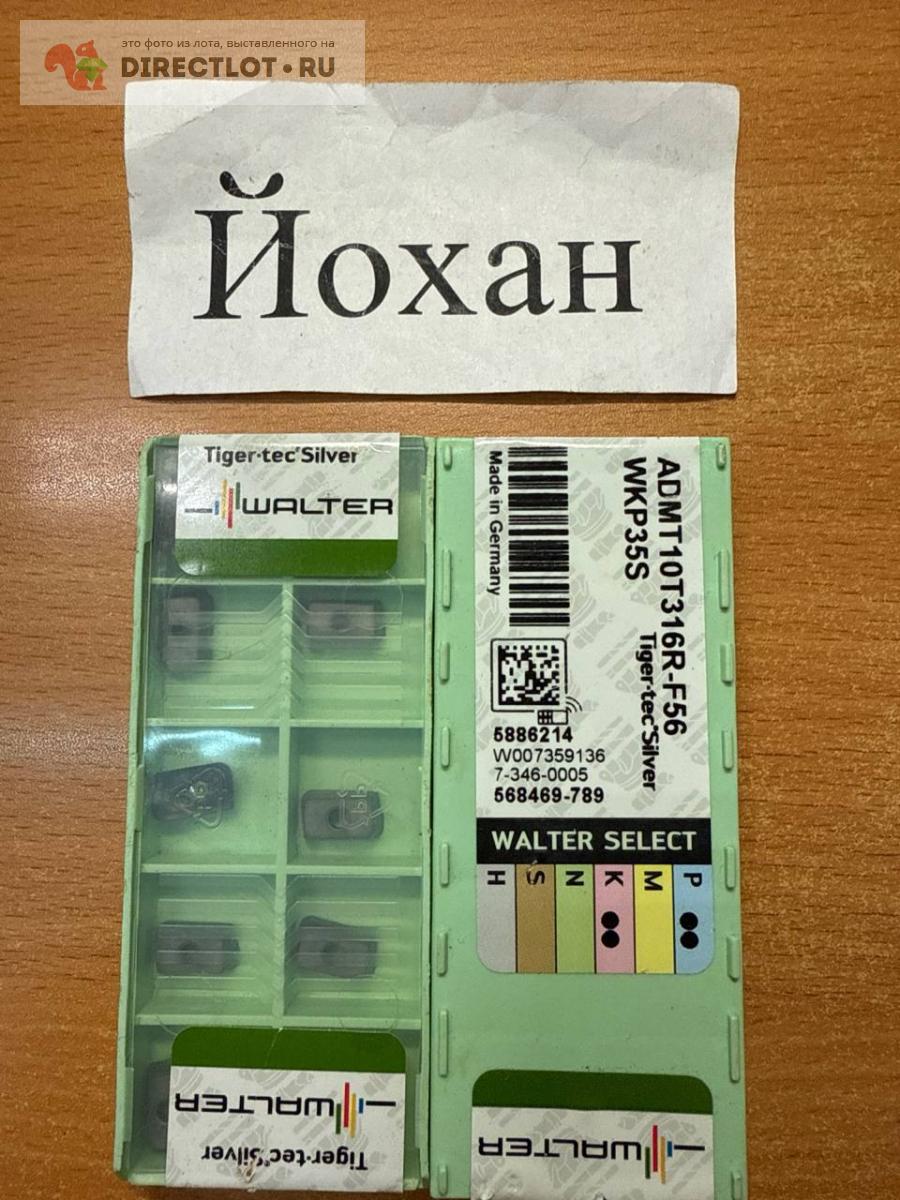 это фото из лота, выставленного на
DIRECTLOT•RU
Йохан
Tiger·tec®Silver
WALTER
ADMT10T316R-F56
WKP35S
Tiger·tec®Silver
Made in Germany
5886214
W007359136
7-346-0005
568469-789
WALTER SELECT
H S N K M P
WALTER
Tiger·tec®Silver
WALTER